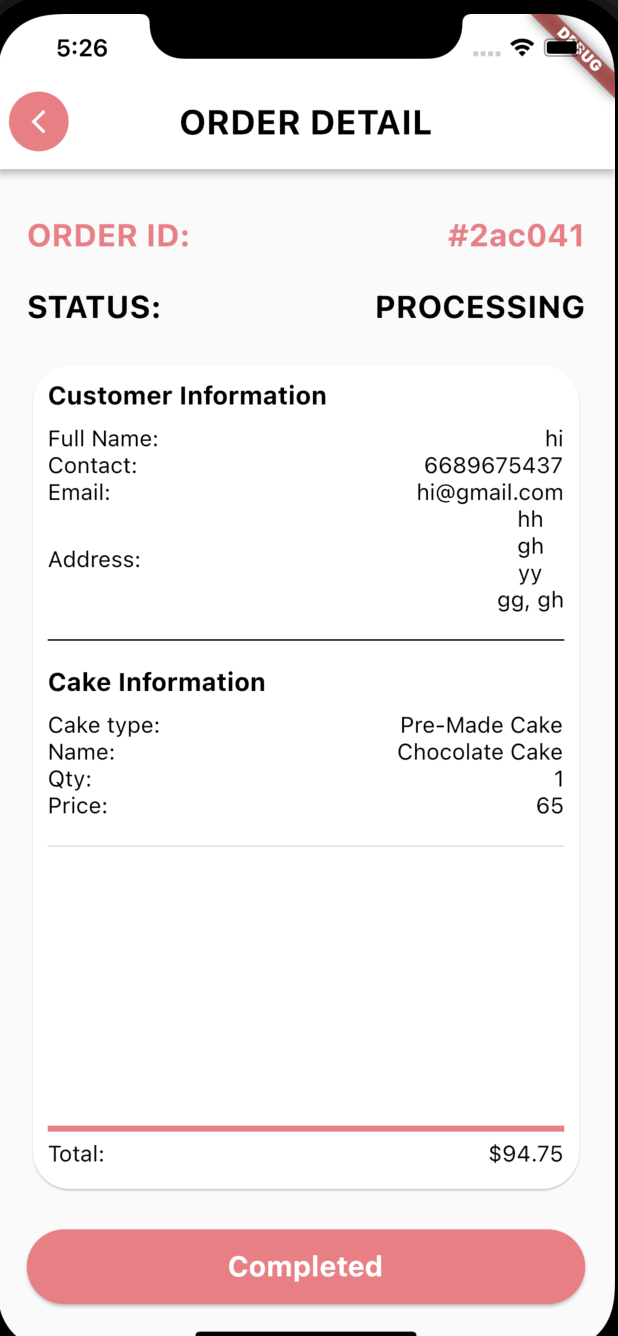 5:26
DEBUG
ORDER DETAIL
ORDER ID: #2ac041
STATUS: PROCESSING
Customer Information
Full Name: hi
Contact: 6689675437
Email: hi@gmail.com
Address: hh
gh
yy
gg, gh
Cake Information
Cake type: Pre-Made Cake
Name: Chocolate Cake
Qty: 1
Price: 65
Total: $94.75
Completed